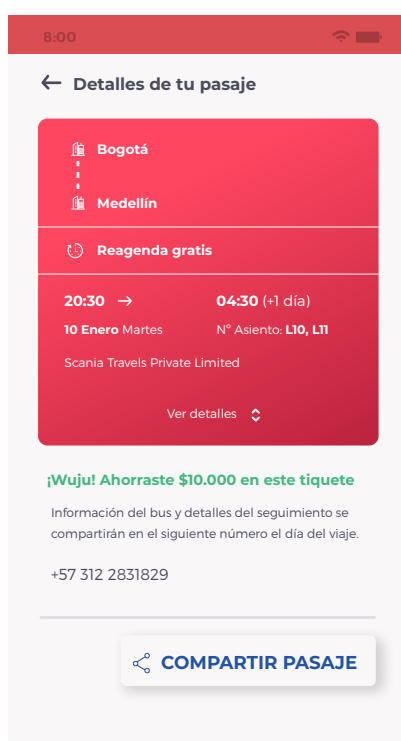 8:00
Detalles de tu pasaje
Bogotá
Medellín
Reagenda gratis
20:30 → 04:30 (+1 día)
10 Enero Martes N° Asiento: L10, L11
Scania Travels Private Limited
Ver detalles
¡Wuju! Ahorraste $10.000 en este tiquete
Información del bus y detalles del seguimiento se
compartirán en el siguiente número el día del viaje.
+57 312 2831829
COMPARTIR PASAJE